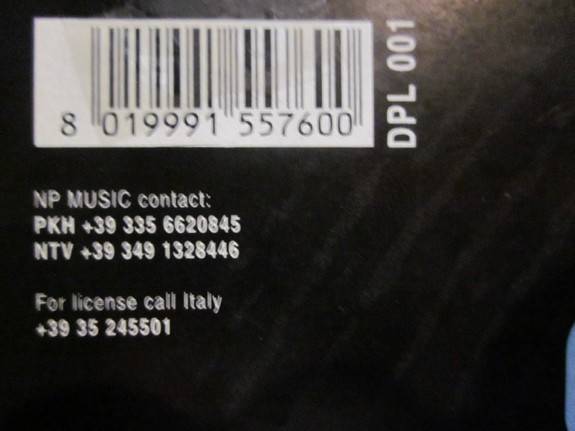 8 019991 557600
DPL 001
NP MUSIC contact:
PKH +39 335 6620845
NTV +39 349 1328446
For license call Italy
+39 35 245501